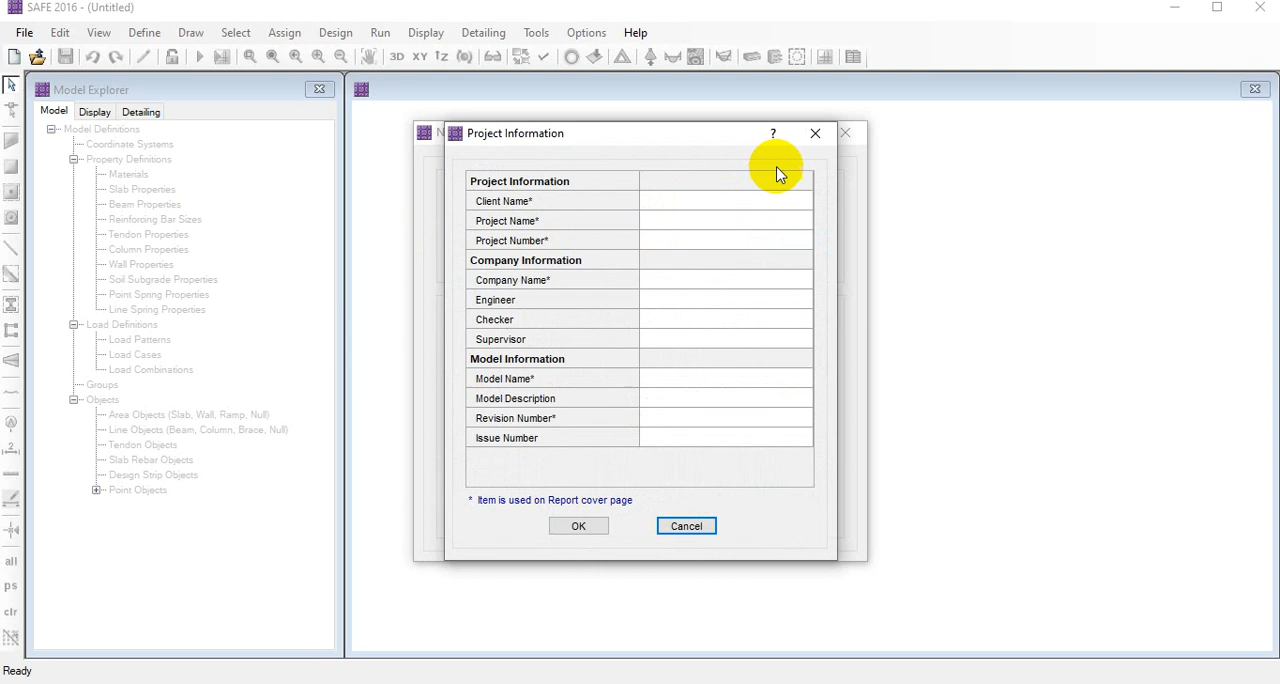 SAFE 2016 - (Untitled)
File Edit View Define Draw Select Assign Design Run Display Detailing Tools Options Help
3D XY
Model Explorer
Model Display Detailing
Model Definitions
Coordinate Systems
Property Definitions
Materials
Slab Properties
Beam Properties
Reinforcing Bar Sizes
Tendon Properties
Column Properties
Wall Properties
Soil Subgrade Properties
Point Spring Properties
Line Spring Properties
Load Definitions
Load Patterns
Load Cases
Load Combinations
Groups
Objects
Area Objects (Slab, Wall, Ramp, Null)
Line Objects (Beam, Column, Brace, Null)
Tendon Objects
Slab Rebar Objects
Design Strip Objects
Point Objects
all
ps
clr
N
Project Information
?
Project Information
Client Name*
Project Name*
Project Number*
Company Information
Company Name*
Engineer
Checker
Supervisor
Model Information
Model Name*
Model Description
Revision Number*
Issue Number
* Item is used on Report cover page
OK Cancel
Ready